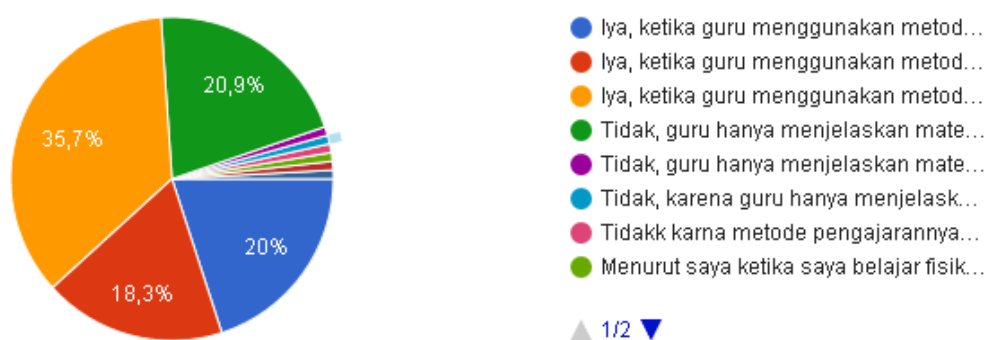 20,9%
35,7%
20%
18,3%
Iya, ketika guru menggunakan metod...
Iya, ketika guru menggunakan metod...
Iya, ketika guru menggunakan metod...
Tidak, guru hanya menjelaskan mate...
Tidak, guru hanya menjelaskan mate...
Tidak, karena guru hanya menjelask...
Tidakk karna metode pengajarannya...
Menurut saya ketika saya belajar fisik...
1/2